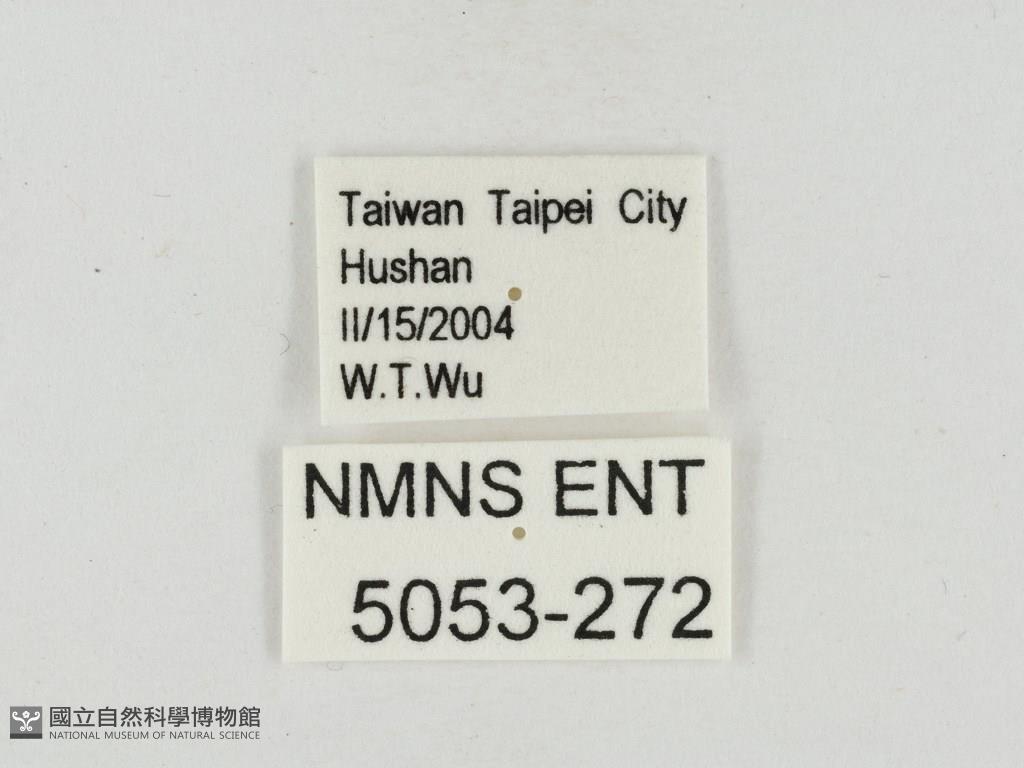 Taiwan Taipei City
Hushan
II/15/2004
W.T.Wu
NMNS ENT
5053-272
國立自然科學博物館
NATIONAL MUSEUM OF NATURAL SCIENCE